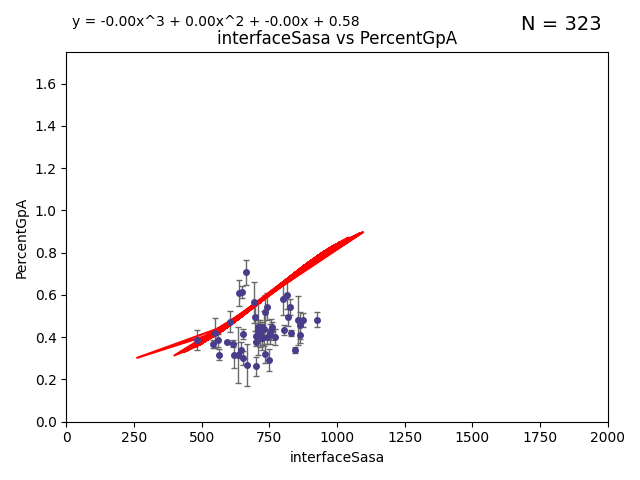 y = -0.00x^3 + 0.00x^2 + -0.00x + 0.58
N = 323
interfaceSasa vs PercentGpA
PercentGpA
1.6
1.4
1.2
1.0
0.8
0.6
0.4
0.2
0.0
0 250 500 750 1000 1250 1500 1750 2000
interfaceSasa